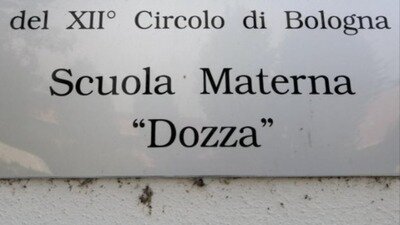 del XII° Circolo di Bologna
Scuola Materna
“Dozza”